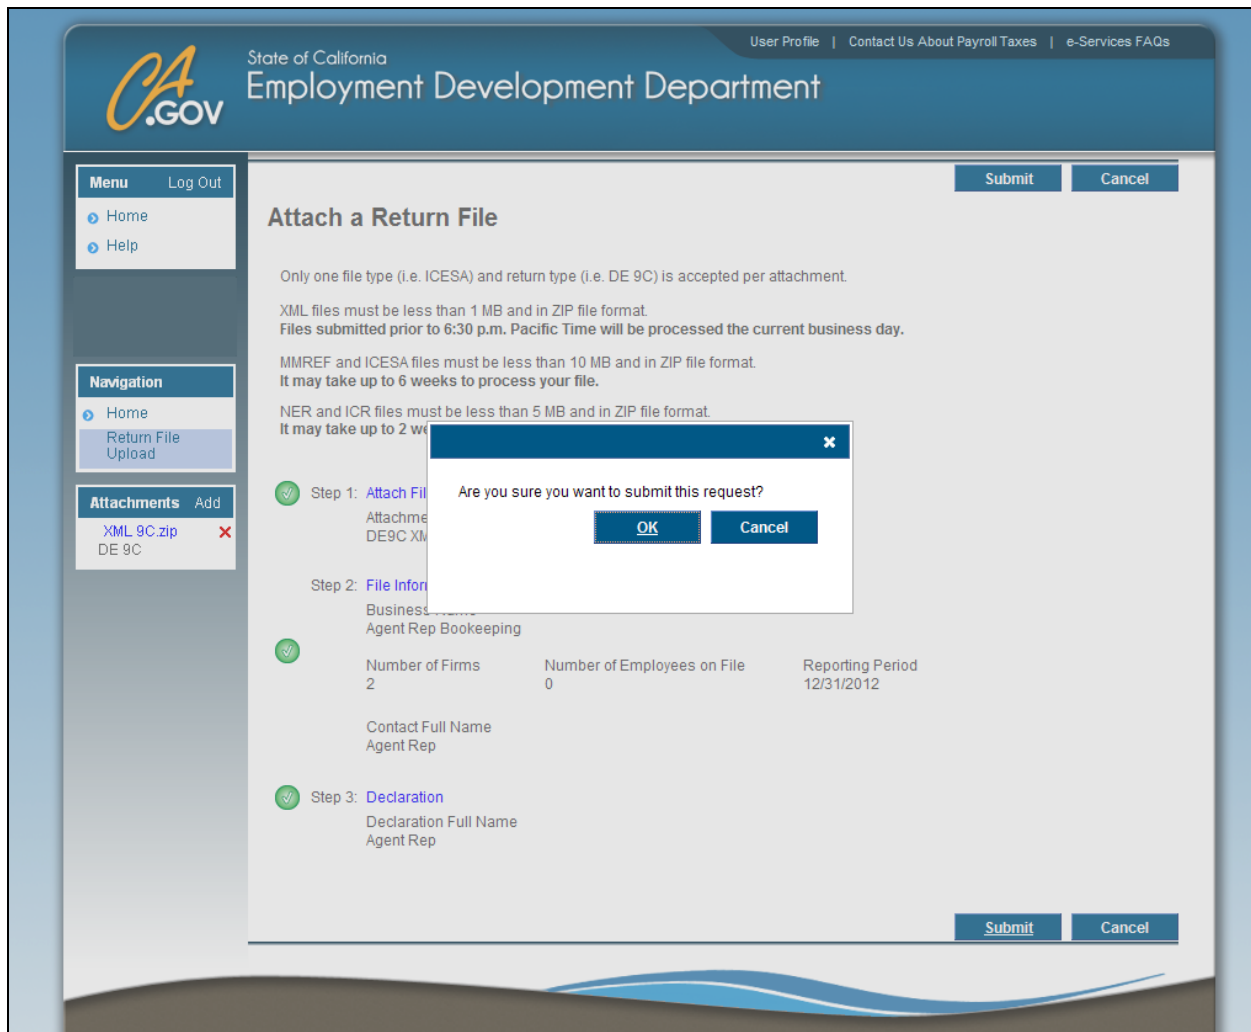 User Profile | Contact Us About Payroll Taxes | e-Services FAQs
CA.GOV
State of California
Employment Development Department
Menu Log Out
Home
Help
Navigation
Home
Return File
Upload
Attachments Add
XML 9C.zip
DE 9C
Submit Cancel
Attach a Return File
Only one file type (i.e. ICESA) and return type (i.e. DE 9C) is accepted per attachment.
XML files must be less than 1 MB and in ZIP file format.
Files submitted prior to 6:30 p.m. Pacific Time will be processed the current business day.
MMREF and ICESA files must be less than 10 MB and in ZIP file format.
It may take up to 6 weeks to process your file.
NER and ICR files must be less than 5 MB and in ZIP file format.
It may take up to 2
Are you sure you want to submit this request?
OK Cancel
Step 1: Attach
DE9C
Step 2: File
Business
Agent Rep Bookeeping
Number of Firms Number of Employees on File Reporting Period
2 0 12/31/2012
Contact Full Name
Agent Rep
Step 3: Declaration
Declaration Full Name
Agent Rep
Submit Cancel